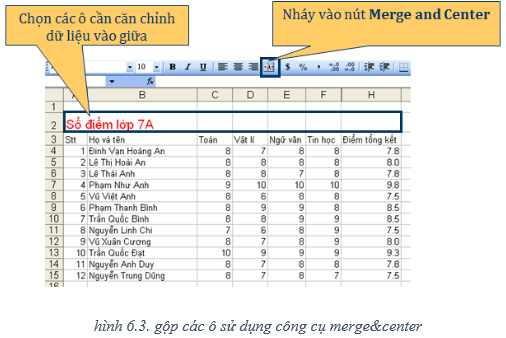 Chọn các ô cần căn chỉnh
dữ liệu vào giữa
Nháy vào nút Merge and Center
10 B I U $ % ,
fx
A B C D E F H
1
2 Sổ điểm lớp 7A
3 Stt Họ và tên Toán Vật lí Ngữ văn Tin học Điểm tổng kết
4 1 Đinh Vạn Hoàng An 8 7 8 8 7.8
5 2 Lê Thị Hoài An 8 8 8 8 8.0
6 3 Lê Thái Anh 8 8 7 8 7.8
7 4 Phạm Như Anh 9 10 10 10 9.8
8 5 Vũ Việt Anh 8 6 8 8 7.5
9 6 Phạm Thanh Bình 8 9 9 8 8.5
10 7 Trần Quốc Bình 8 8 9 9 8.5
11 8 Nguyễn Linh Chi 7 6 8 9 7.5
12 9 Vũ Xuân Cương 8 7 8 9 8.0
13 10 Trần Quốc Đạt 10 9 9 9 9.3
14 11 Nguyễn Anh Duy 8 7 8 8 7.8
15 12 Nguyễn Trung Dũng 8 7 8 7 7.5
16
hình 6.3. gộp các ô sử dụng công cụ merge&center